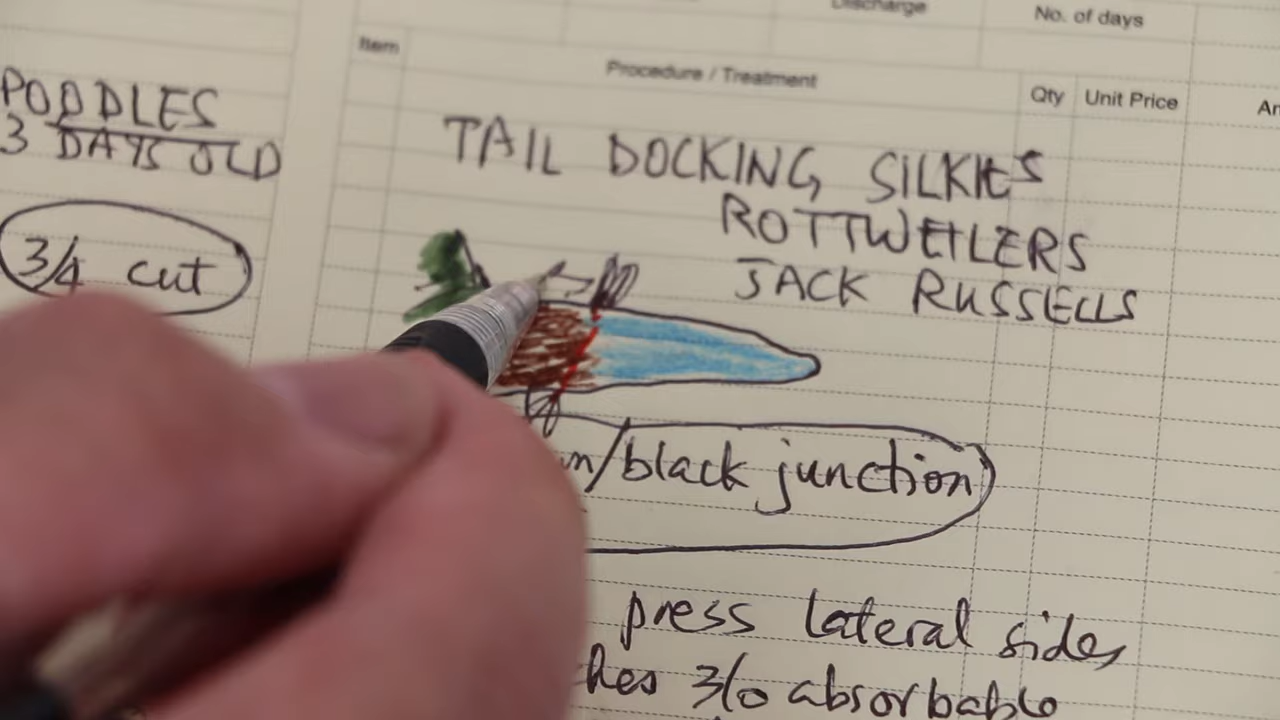 Discharge
No. of days
Item
Procedure / Treatment
Qty
Unit Price
POODLES
3 DAYS OLD
3/4 cut
TAIL DOCKING, SILKIES
ROTTWEILERS
JACK RUSSELLS
/black junction
press lateral sides
3/0 absorbable